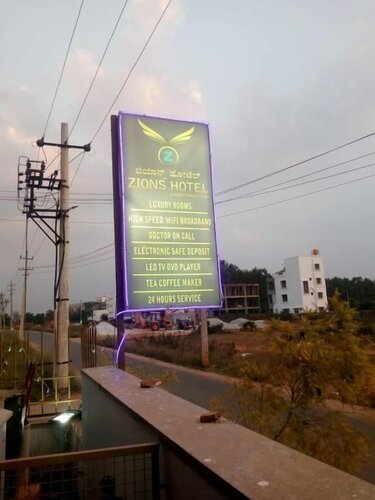 Z
ಜಿಯಾನ್ ಹೋಟೆಲ್
ZIONS HOTEL
LUXURY ROOMS
HIGH SPEED WIFI BROADBAND
DOCTOR ON CALL
ELECTRONIC SAFE DEPOSIT
LED TV DVD PLAYER
TEA COFFEE MAKER
24 HOURS SERVICE